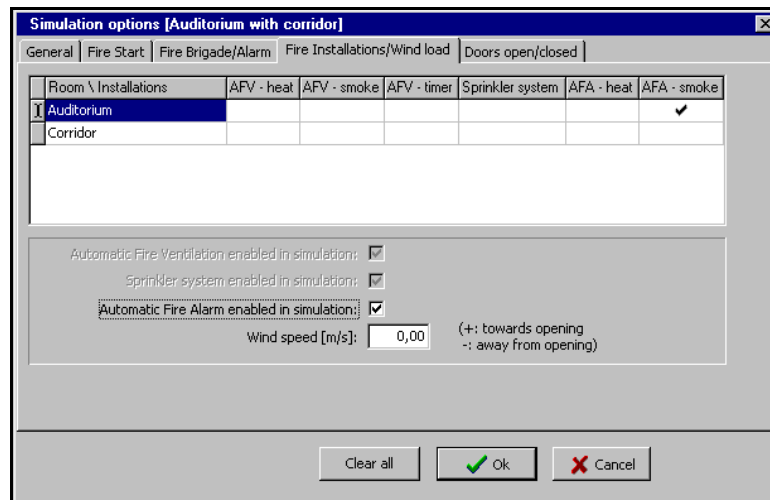 Simulation options [Auditorium with corridor]
General Fire Start Fire Brigade/Alarm Fire Installations/Wind load Doors open/closed
Room \ Installations AFV - heat AFV - smoke AFV - timer Sprinkler system AFA - heat AFA - smoke
Auditorium
Corridor
Automatic Fire Ventilation enabled in simulation:
Sprinkler system enabled in simulation:
Automatic Fire Alarm enabled in simulation:
Wind speed [m/s]: 0,00 (+: towards opening
-: away from opening)
Clear all Ok Cancel